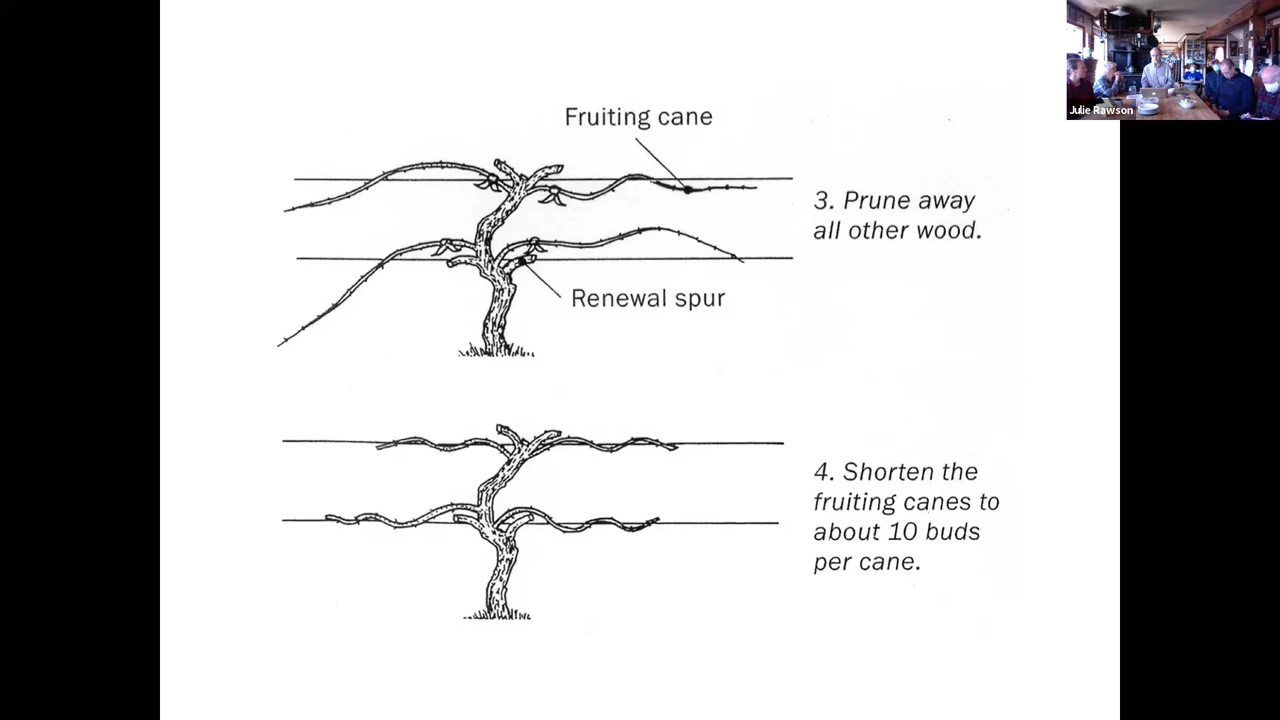 Julie Rawson
Fruiting cane
3. Prune away
all other wood.
Renewal spur
4. Shorten the
fruiting canes to
about 10 buds
per cane.